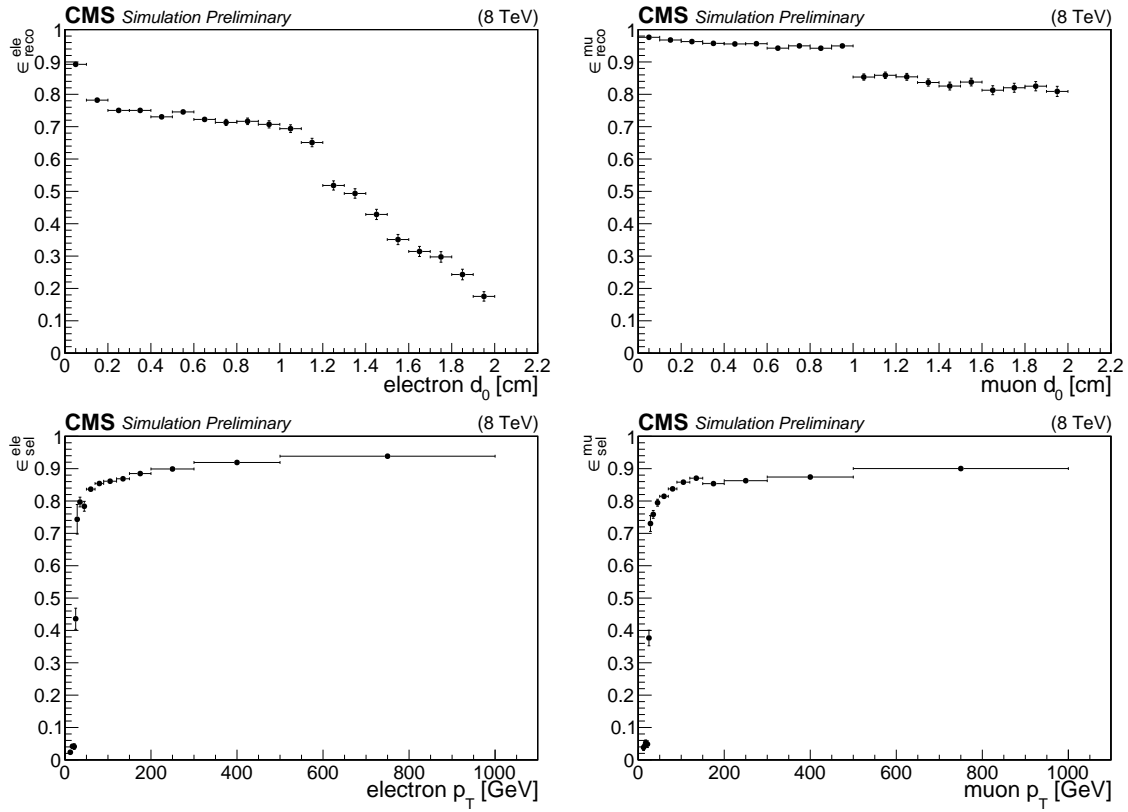 CMS Simulation Preliminary (8 TeV)
ϵ ele reco
1
0.9
0.8
0.7
0.6
0.5
0.4
0.3
0.2
0.1
0
0 0.2 0.4 0.6 0.8 1 1.2 1.4 1.6 1.8 2 2.2
electron d0 [cm]
CMS Simulation Preliminary (8 TeV)
ϵ mu reco
1
0.9
0.8
0.7
0.6
0.5
0.4
0.3
0.2
0.1
0
0 0.2 0.4 0.6 0.8 1 1.2 1.4 1.6 1.8 2 2.2
muon d0 [cm]
CMS Simulation Preliminary (8 TeV)
ϵ ele sel
1
0.9
0.8
0.7
0.6
0.5
0.4
0.3
0.2
0.1
0
0 200 400 600 800 1000
electron pT [GeV]
CMS Simulation Preliminary (8 TeV)
ϵ mu sel
1
0.9
0.8
0.7
0.6
0.5
0.4
0.3
0.2
0.1
0
0 200 400 600 800 1000
muon pT [GeV]